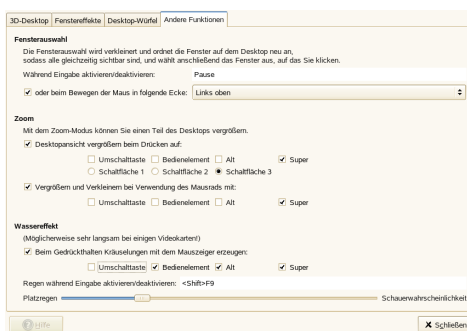 3D-Desktop Fenstereffekte Desktop-Würfel Andere Funktionen
Fensterauswahl
Die Fensterauswahl wird verkleinert und ordnet die Fenster auf dem Desktop neu an,
sodass alle gleichzeitig sichtbar sind, und wählt anschließend das Fenster aus, auf das Sie klicken.
Während Eingabe aktivieren/deaktivieren: Pause
oder beim Bewegen der Maus in folgende Ecke: Links oben
Zoom
Mit dem Zoom-Modus können Sie einen Teil des Desktops vergrößern.
Desktopansicht vergrößern beim Drücken auf:
Umschalttaste Bedienelement Alt Super
Schaltfläche 1 Schaltfläche 2 Schaltfläche 3
Vergrößern und Verkleinern bei Verwendung des Mausrads mit:
Umschalttaste Bedienelement Alt Super
Wassereffekt
(Möglicherweise sehr langsam bei einigen Videokarten!)
Beim Gedrückthalten Kräuselungen mit dem Mauszeiger erzeugen:
Umschalttaste Bedienelement Alt Super
Regen während Eingabe aktivieren/deaktivieren: <Shift>F9
Platzregen Schauerwahrscheinlichkeit
Hilfe Schließen